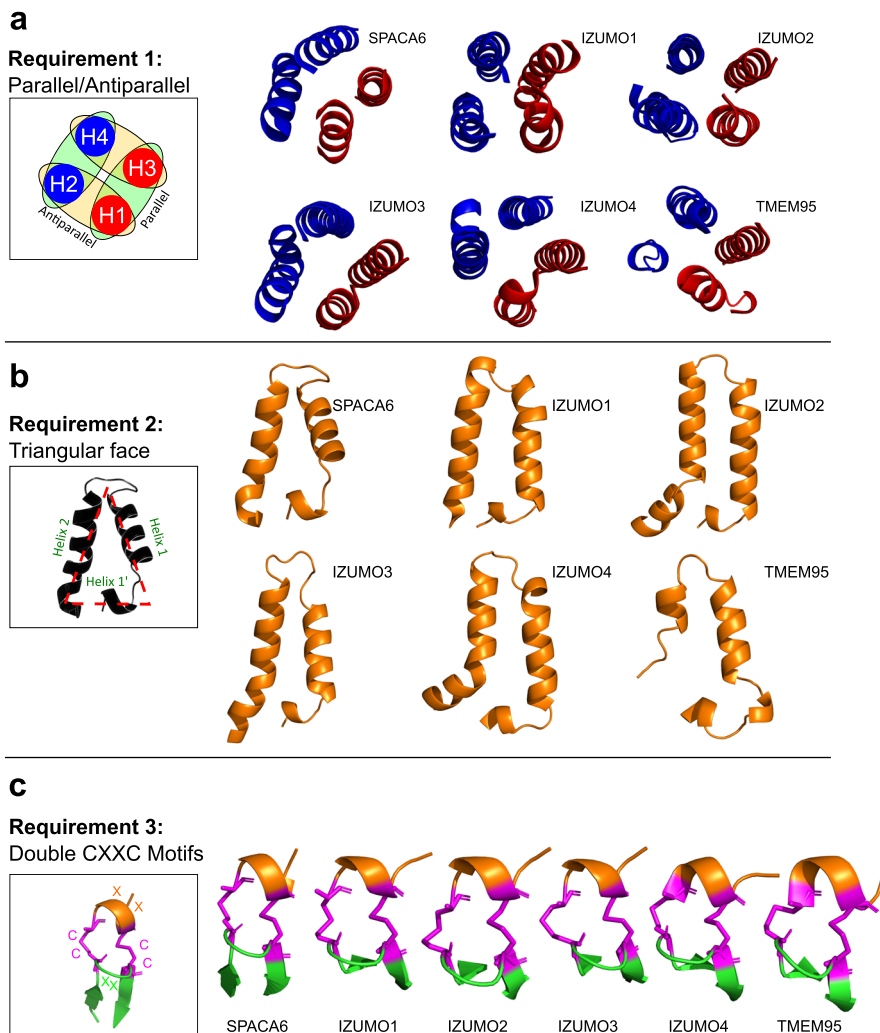 a
Requirement 1:
Parallel/Antiparallel
H4
H3
H2
H1
Antiparallel
Parallel
SPACA6
IZUMO1
IZUMO2
IZUMO3
IZUMO4
TMEM95
b
Requirement 2:
Triangular face
Helix 2
Helix 1
Helix 1'
SPACA6
IZUMO1
IZUMO2
IZUMO3
IZUMO4
TMEM95
c
Requirement 3:
Double CXXC Motifs
X
X
C
C
C
C
X
X
SPACA6
IZUMO1
IZUMO2
IZUMO3
IZUMO4
TMEM95